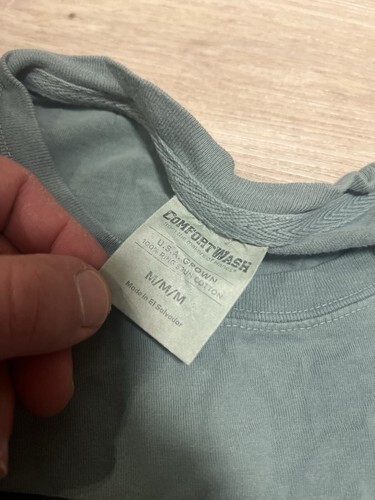 COMFORTWASH
U.S.A. GROWN
100% RING SPUN COTTON
M/M/M
Made in El Salvador